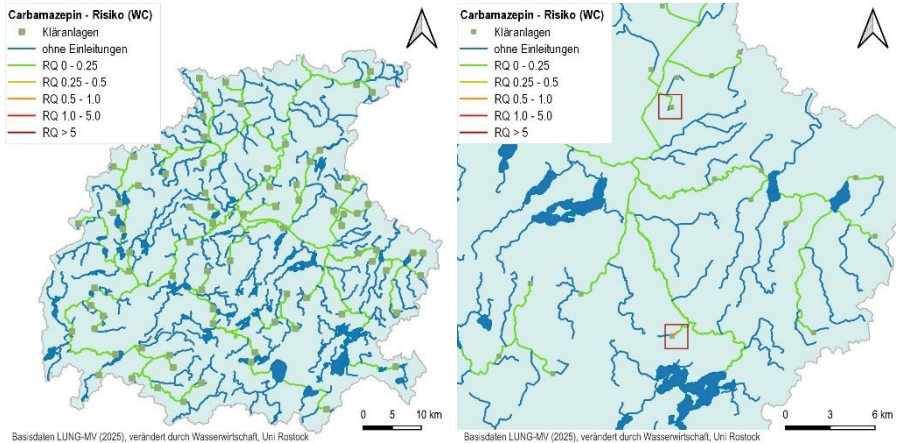 Carbamazepin - Risiko (WC)
Kläranlagen
ohne Einleitungen
RQ 0 - 0.25
RQ 0.25 - 0.5
RQ 0.5 - 1.0
RQ 1.0 - 5.0
RQ > 5
0 5 10 km
Basisdaten LUNG-MV (2025), verändert durch Wasserwirtschaft, Uni Rostock
Carbamazepin - Risiko (WC)
Kläranlagen
ohne Einleitungen
RQ 0 - 0.25
RQ 0.25 - 0.5
RQ 0.5 - 1.0
RQ 1.0 - 5.0
RQ > 5
0 3 6 km
Basisdaten LUNG-MV (2025), verändert durch Wasserwirtschaft, Uni Rostock